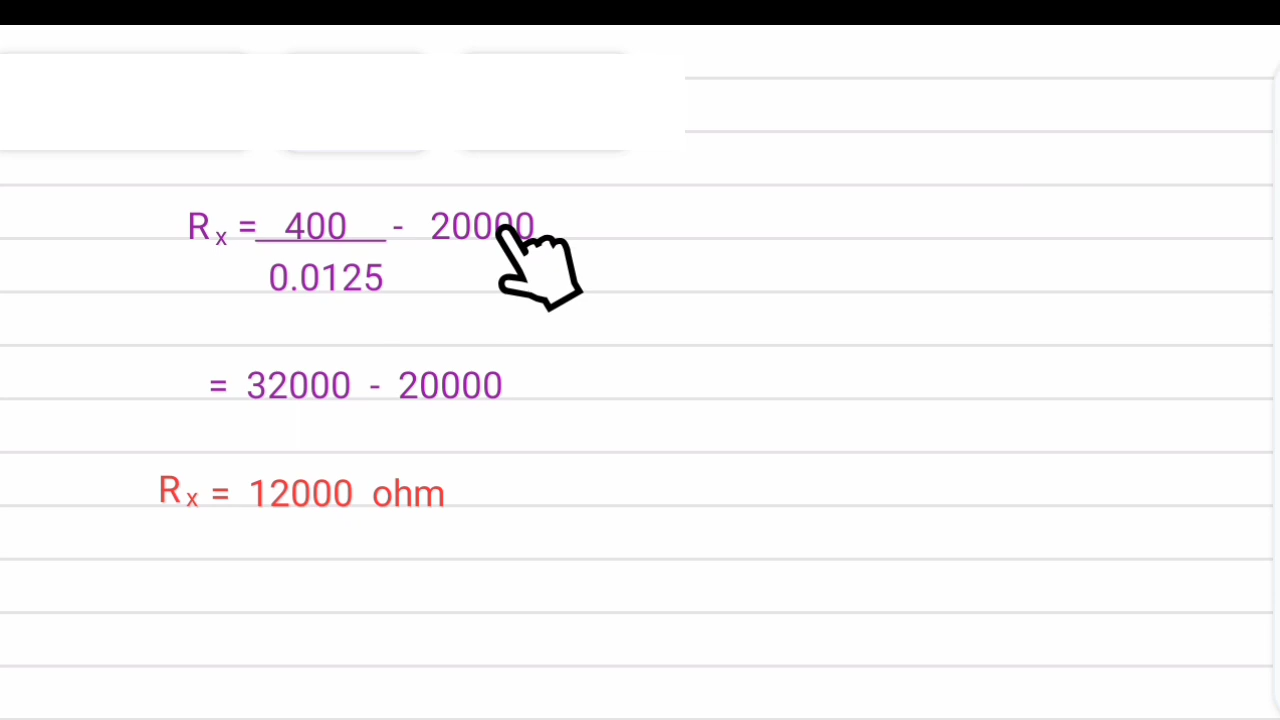 Rx = 400 - 20000
0.0125
= 32000 - 20000
Rx = 12000 ohm